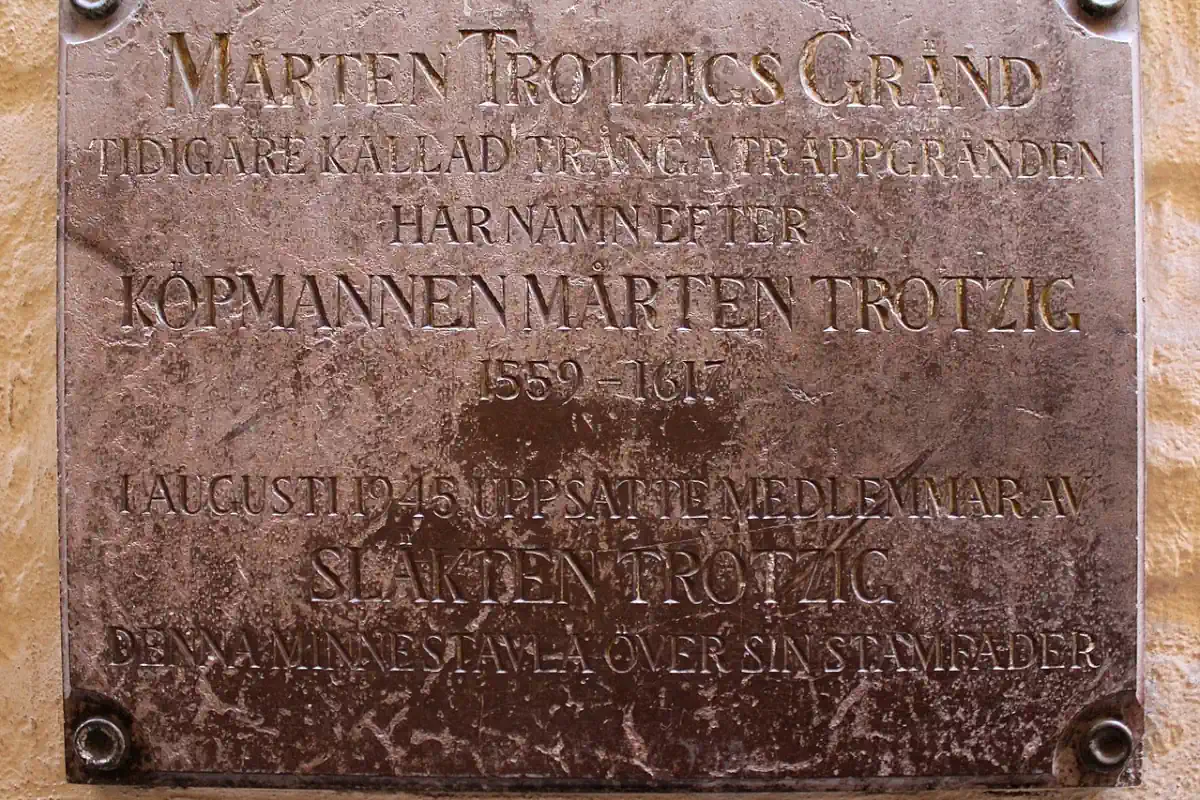 MÅRTEN TROTZIGS GRÄND
TIDIGARE KALLAD TRÅNGA TRAPPGRÄNDEN
HAR NAMN EFTER
KÖPMANNEN MÅRTEN TROTZIG
1559 – 1617
I AUGUSTI 1945 UPPSATTE MEDLEMMAR AV
SLÄKTEN TROTZIG
DENNA MINNESTAVLA ÖVER SIN STAMFADER